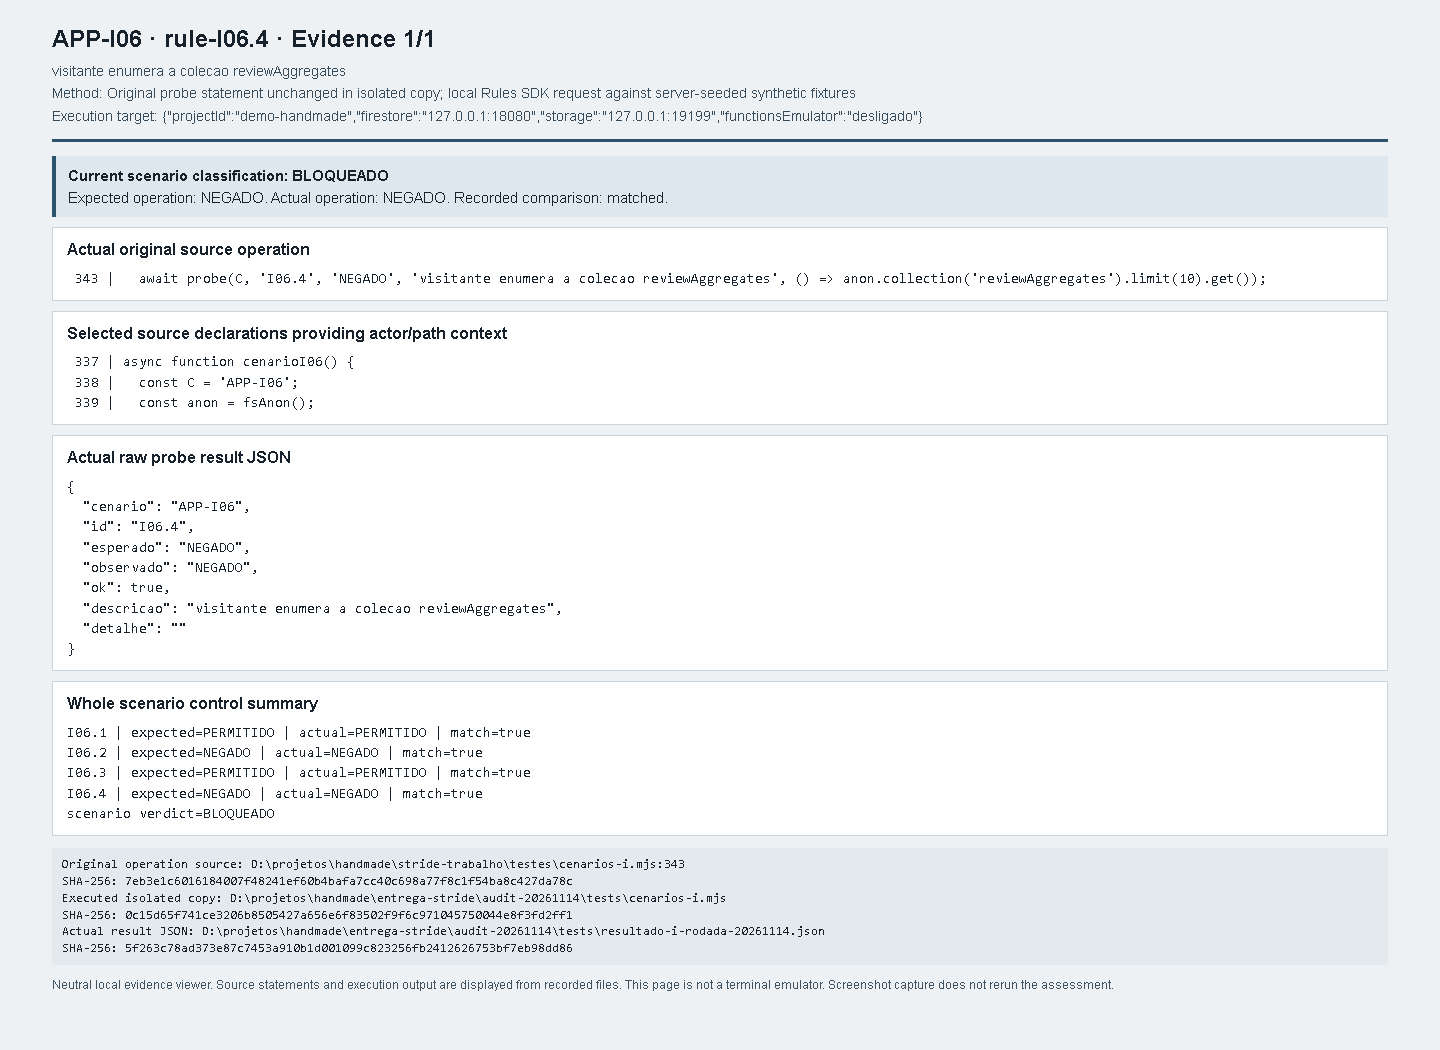 APP-I06 · rule-I06.4 · Evidence 1/1
visitante enumera a colecao reviewAggregates
Method: Original probe statement unchanged in isolated copy; local Rules SDK request against server-seeded synthetic fixtures
Execution target: {"projectId":"demo-handmade","firestore":"127.0.0.1:18080","storage":"127.0.0.1:19199","functionsEmulator":"desligado"}
Current scenario classification: BLOQUEADO
Expected operation: NEGADO. Actual operation: NEGADO. Recorded comparison: matched.
Actual original source operation
343 |   await probe(C, 'I06.4', 'NEGADO', 'visitante enumera a colecao reviewAggregates', () => anon.collection('reviewAggregates').limit(10).get());
Selected source declarations providing actor/path context
337 | async function cenarioI06() {
338 |   const C = 'APP-I06';
339 |   const anon = fsAnon();
Actual raw probe result JSON
{
  "cenario": "APP-I06",
  "id": "I06.4",
  "esperado": "NEGADO",
  "observado": "NEGADO",
  "ok": true,
  "descricao": "visitante enumera a colecao reviewAggregates",
  "detalhe": ""
}
Whole scenario control summary
I06.1 | expected=PERMITIDO | actual=PERMITIDO | match=true
I06.2 | expected=NEGADO | actual=NEGADO | match=true
I06.3 | expected=PERMITIDO | actual=PERMITIDO | match=true
I06.4 | expected=NEGADO | actual=NEGADO | match=true
scenario verdict=BLOQUEADO
Original operation source: D:\projetos\handmade\stride-trabalho\testes\cenarios-i.mjs:343
SHA-256: 7eb3e1c6016184007f48241ef60b4bafa7cc40c698a77f8c1f54ba8c427da78c
Executed isolated copy: D:\projetos\handmade\entrega-stride\audit-20261114\tests\cenarios-i.mjs
SHA-256: 0c15d65f741ce3206b8505427a656e6f83502f9f6c971045750044e8f3fd2ff1
Actual result JSON: D:\projetos\handmade\entrega-stride\audit-20261114\tests\resultado-i-rodada-20261114.json
SHA-256: 5f263c78ad373e87c7453a910b1d001099c823256fb2412626753bf7eb98dd86
Neutral local evidence viewer. Source statements and execution output are displayed from recorded files. This page is not a terminal emulator. Screenshot capture does not rerun the assessment.